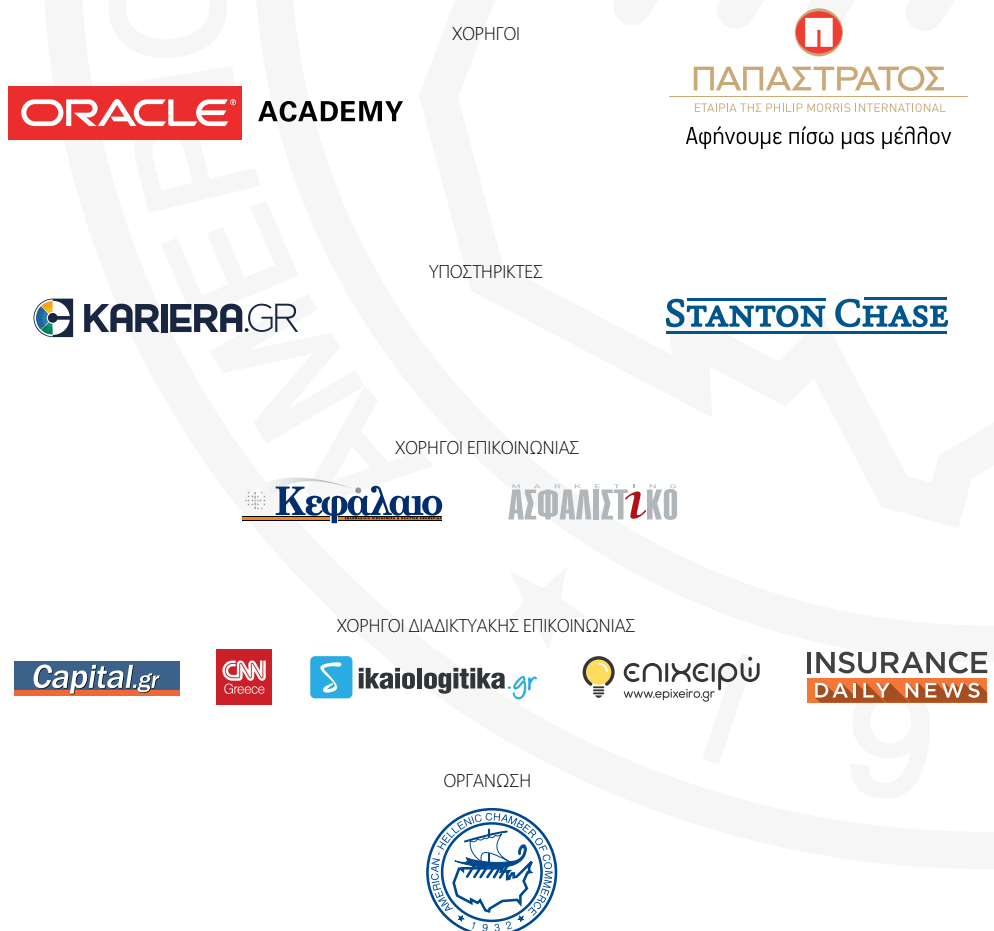 ΧΟΡΗΓΟΙ
ORACLE® ACADEMY
ΠΑΠΑΣΤΡΑΤΟΣ
ΕΤΑΙΡΙΑ ΤΗΣ PHILIP MORRIS INTERNATIONAL
Αφήνουμε πίσω μας μέλλον
ΥΠΟΣΤΗΡΙΚΤΕΣ
KARIERA.GR
STANTON CHASE
ΧΟΡΗΓΟΙ ΕΠΙΚΟΙΝΩΝΙΑΣ
Κεφάλαιο
MARKETING
ΑΣΦΑΛΙΣΤιΚΟ
ΧΟΡΗΓΟΙ ΔΙΑΔΙΚΤΥΑΚΗΣ ΕΠΙΚΟΙΝΩΝΙΑΣ
Capital.gr
CNN
Greece
δikaiologitika.gr
επιχειρώ
www.epixeiro.gr
INSURANCE
DAILY NEWS
ΟΡΓΑΝΩΣΗ
AMERICAN - HELLENIC CHAMBER OF COMMERCE
1932